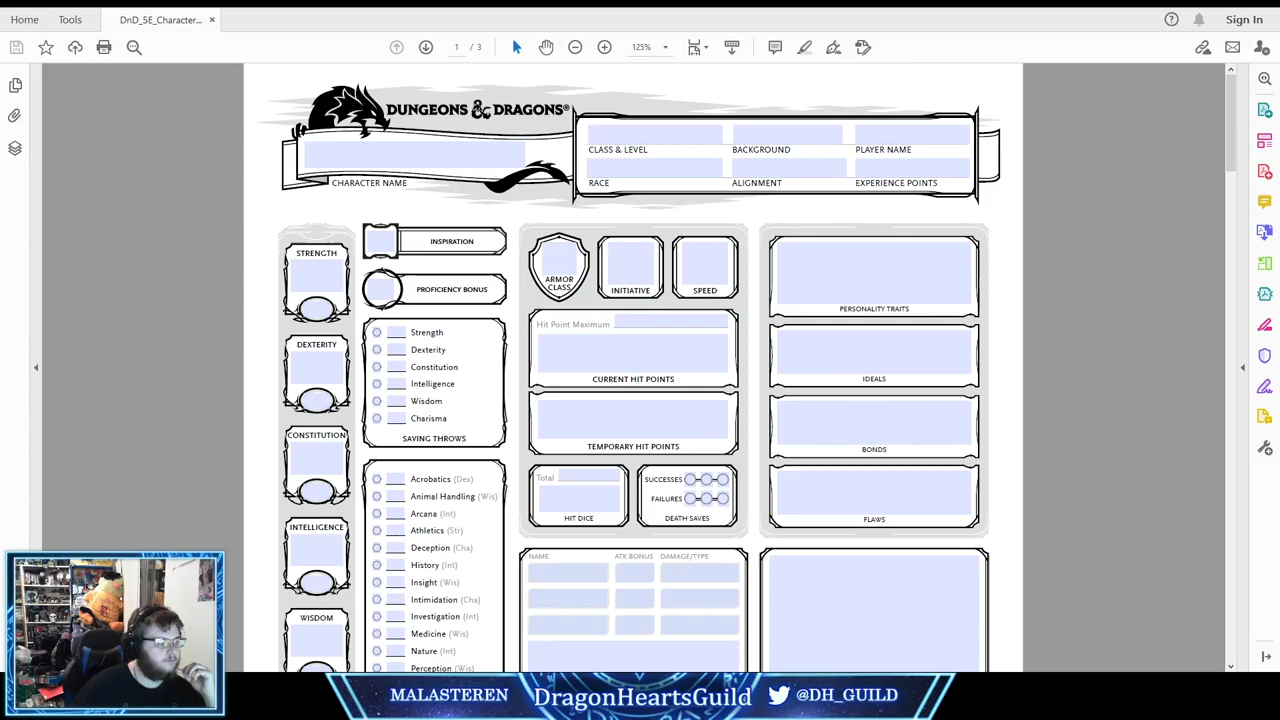 Home Tools DnD_5E_Character... × Sign In
1 / 3 125%
DUNGEONS & DRAGONS®
CLASS & LEVEL BACKGROUND PLAYER NAME
CHARACTER NAME RACE ALIGNMENT EXPERIENCE POINTS
STRENGTH
DEXTERITY
CONSTITUTION
INTELLIGENCE
WISDOM
INSPIRATION
PROFICIENCY BONUS
Strength
Dexterity
Constitution
Intelligence
Wisdom
Charisma
SAVING THROWS
Acrobatics (Dex)
Animal Handling (Wis)
Arcana (Int)
Athletics (Str)
Deception (Cha)
History (Int)
Insight (Wis)
Intimidation (Cha)
Investigation (Int)
Medicine (Wis)
Nature (Int)
Perception (Wis)
ARMOR
CLASS
INITIATIVE
SPEED
Hit Point Maximum
CURRENT HIT POINTS
TEMPORARY HIT POINTS
Total
HIT DICE
SUCCESSES
FAILURES
DEATH SAVES
NAME ATK BONUS DAMAGE/TYPE
PERSONALITY TRAITS
IDEALS
BONDS
FLAWS
MALASTEREN DragonHeartsGuild @DH_GUILD